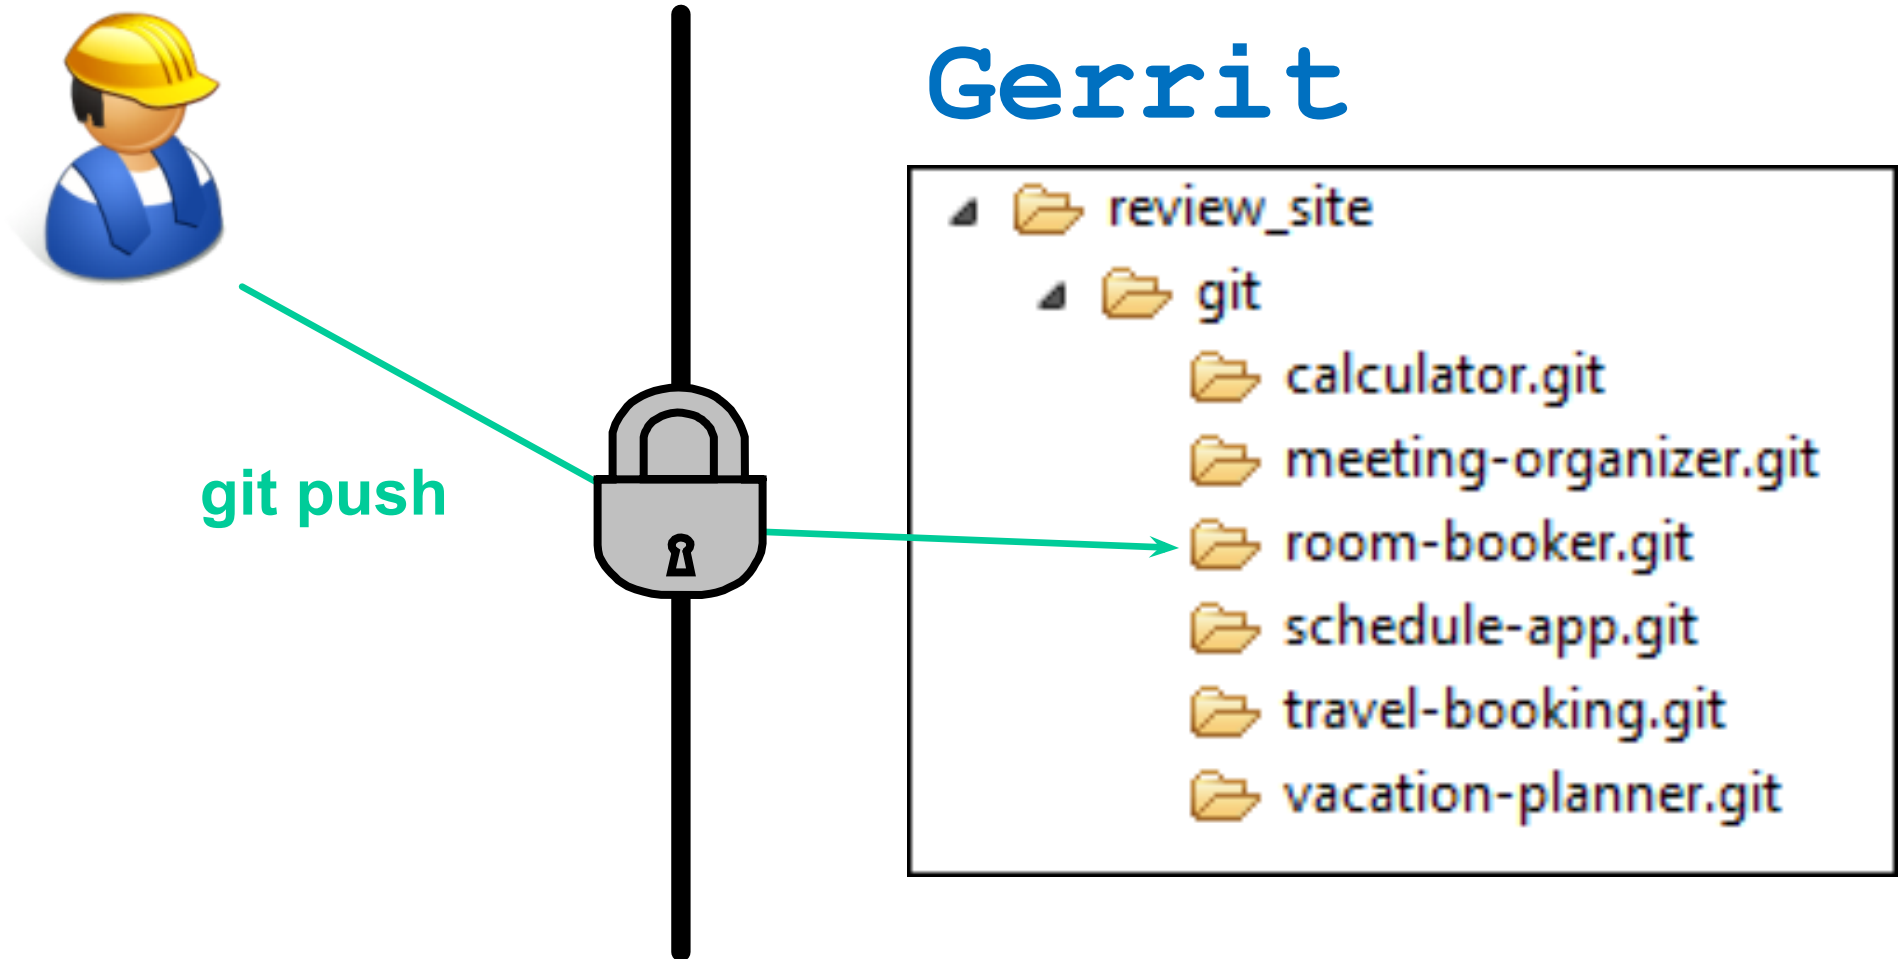 Gerrit
review_site
git
calculator.git
meeting-organizer.git
git push
room-booker.git
schedule-app.git
travel-booking.git
vacation-planner.git